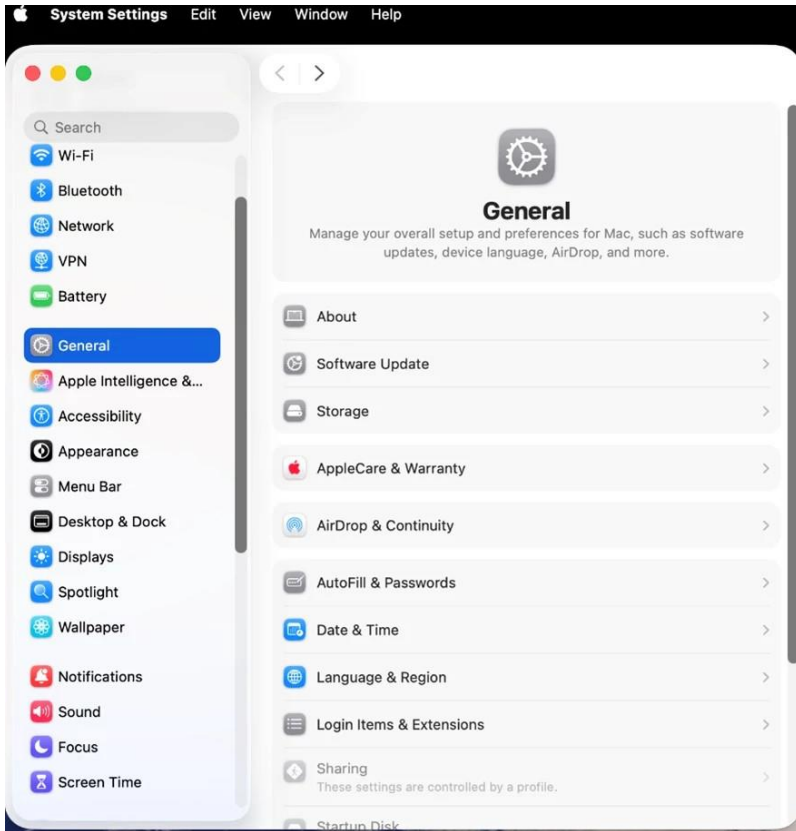 System Settings Edit View Window Help
Search
Wi-Fi
Bluetooth
Network
VPN
Battery
General
Apple Intelligence &...
Accessibility
Appearance
Menu Bar
Desktop & Dock
Displays
Spotlight
Wallpaper
Notifications
Sound
Focus
Screen Time
General
Manage your overall setup and preferences for Mac, such as software
updates, device language, AirDrop, and more.
About
Software Update
Storage
AppleCare & Warranty
AirDrop & Continuity
AutoFill & Passwords
Date & Time
Language & Region
Login Items & Extensions
Sharing
These settings are controlled by a profile.
Startup Disk